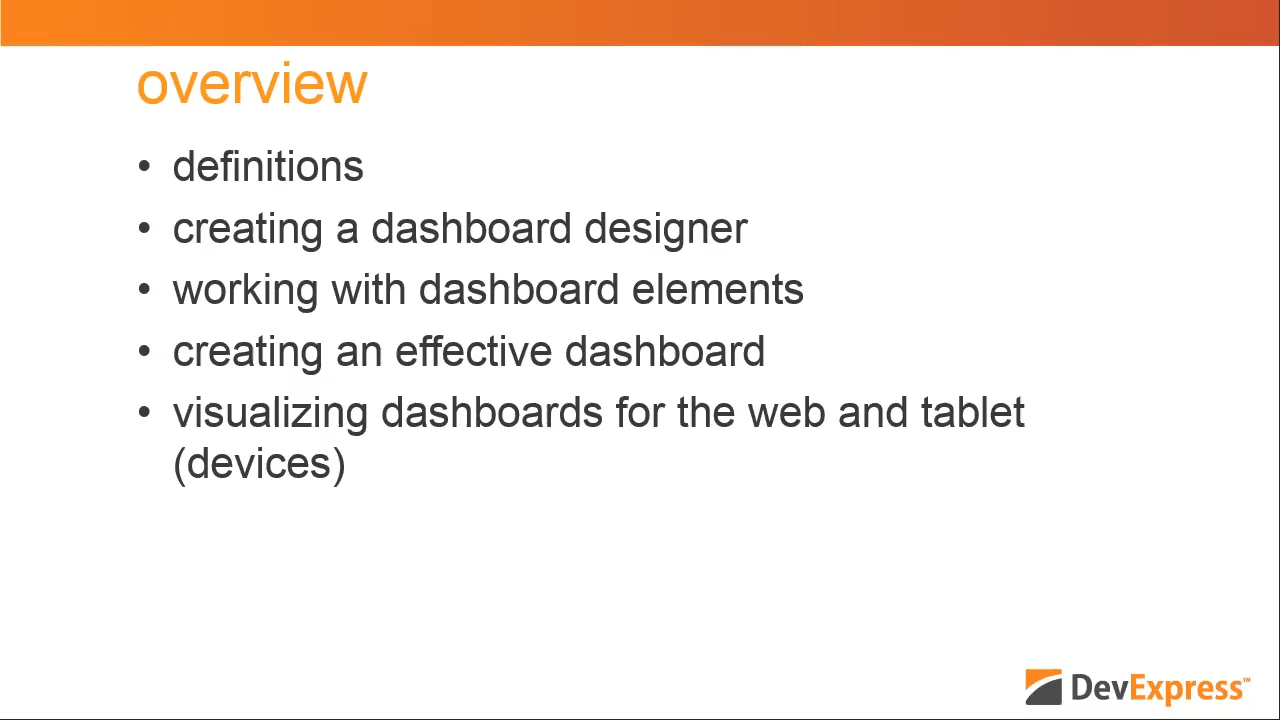 overview
• definitions
• creating a dashboard designer
• working with dashboard elements
• creating an effective dashboard
• visualizing dashboards for the web and tablet
(devices)
DevExpress™